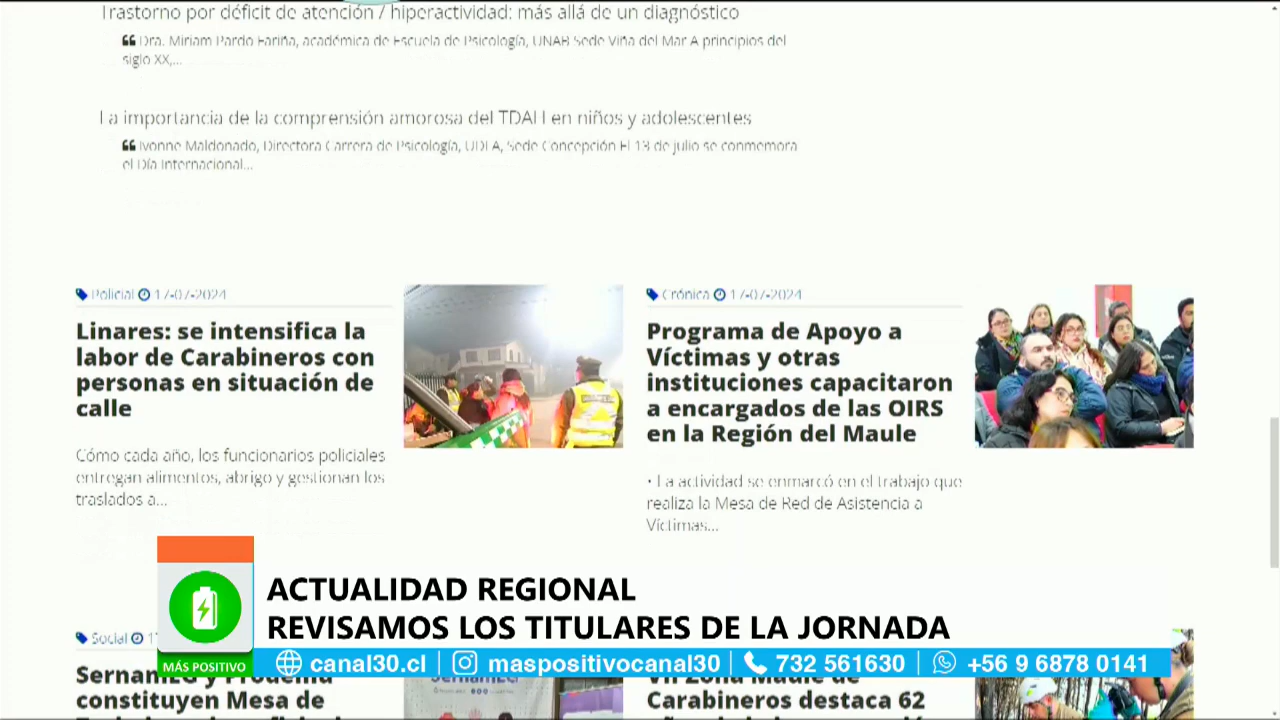 Trastorno por déficit de atención / hiperactividad: más allá de un diagnóstico
Dra. Miriam Pardo Fariña, académica de Escuela de Psicología, UNAB Sede Viña del Mar A principios del
siglo XX,...
La importancia de la comprensión amorosa del TDAH en niños y adolescentes
Ivonne Maldonado, Directora Carrera de Psicología, UDLA, Sede Concepción El 13 de julio se conmemora
el Día Internacional...
Policial 17-07-2024
Linares: se intensifica la
labor de Carabineros con
personas en situación de
calle
Cómo cada año, los funcionarios policiales
entregan alimentos, abrigo y gestionan los
traslados a...
Crónica 17-07-2024
Programa de Apoyo a
Víctimas y otras
instituciones capacitaron
a encargados de las OIRS
en la Región del Maule
• La actividad se enmarcó en el trabajo que
realiza la Mesa de Red de Asistencia a
Víctimas...
ACTUALIDAD REGIONAL
REVISAMOS LOS TITULARES DE LA JORNADA
MÁS POSITIVO
canal30.cl | maspositivocanal30 | 732 561630 | +56 9 6878 0141
Social
constituyen Mesa de
Carabineros destaca 62